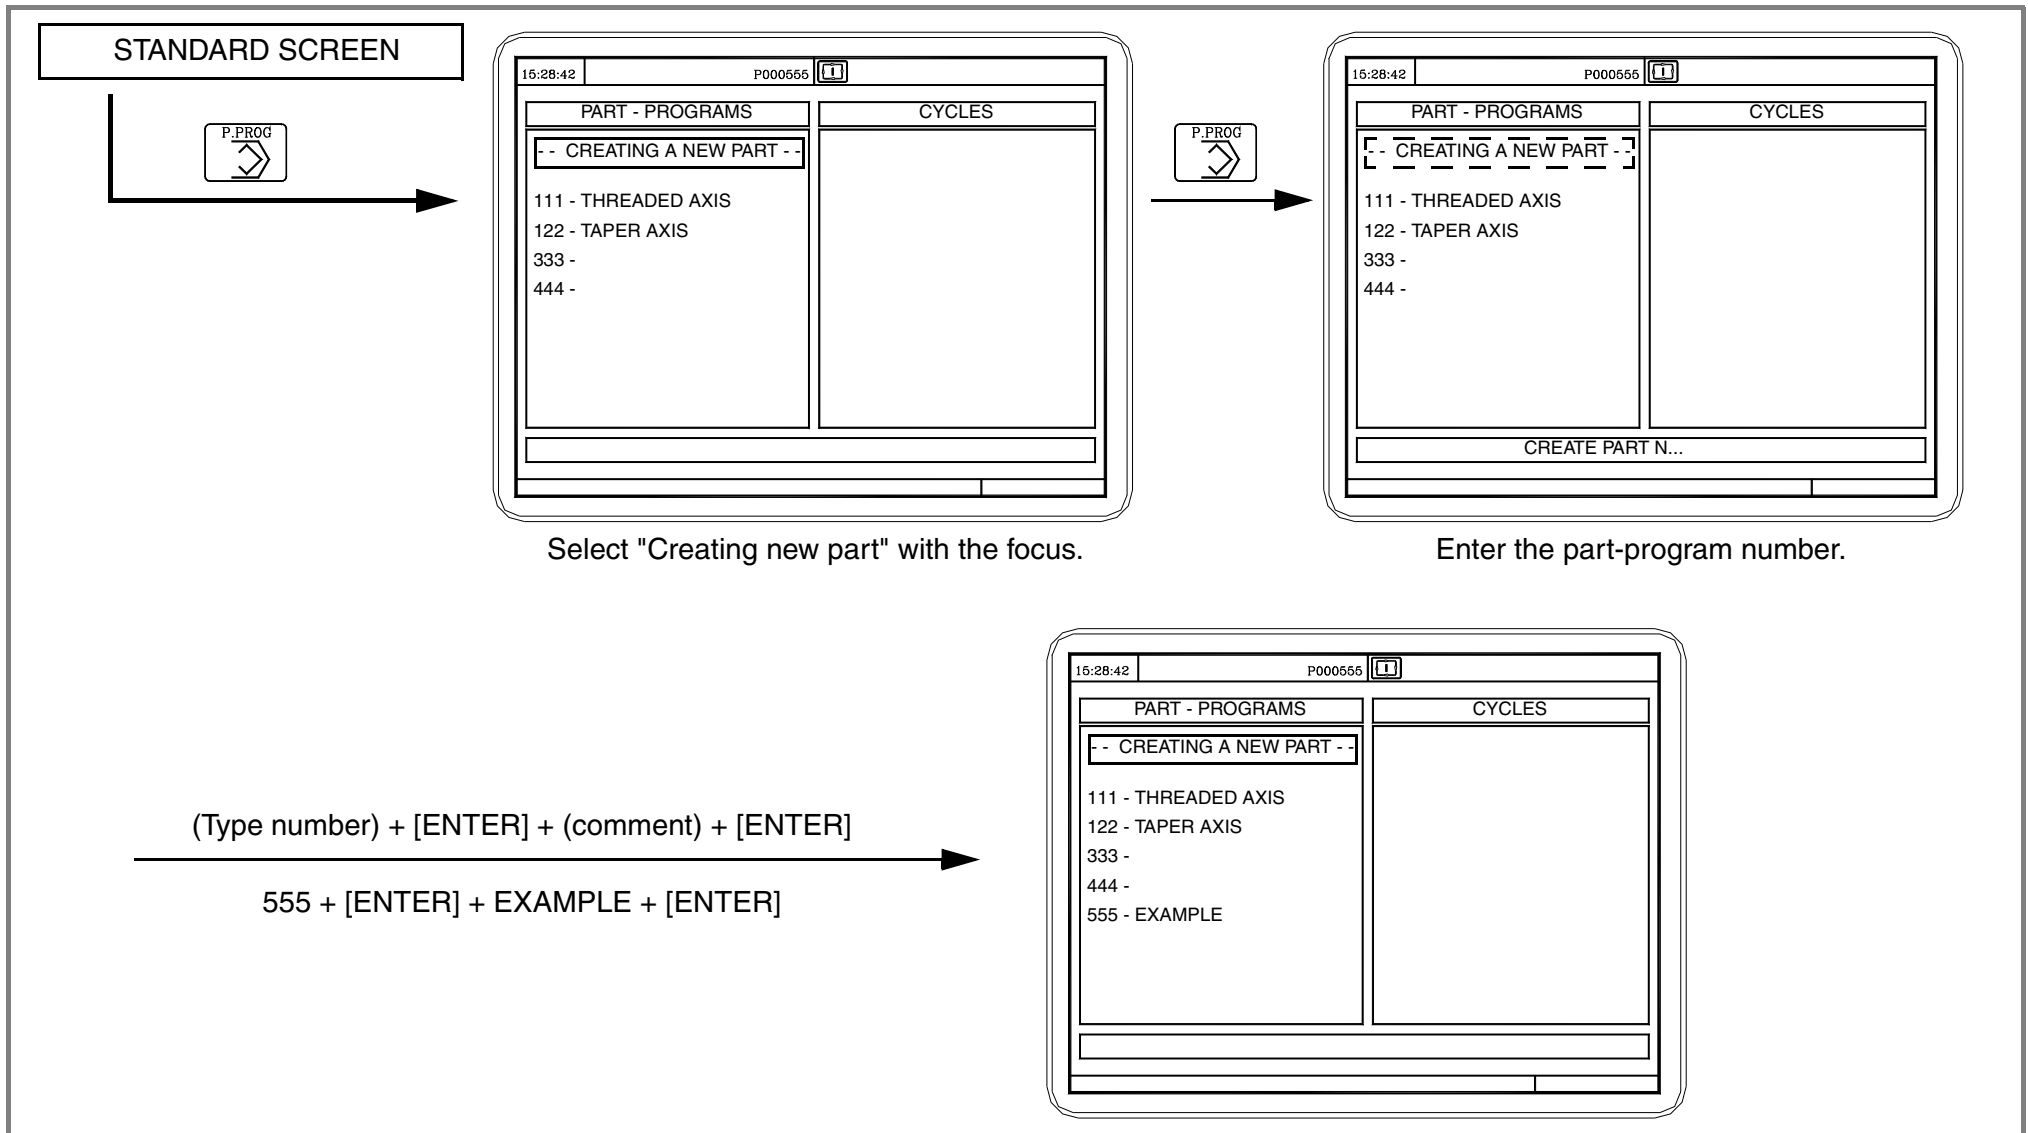 STANDARD SCREEN
P.PROG
15:28:42 P000555
PART - PROGRAMS CYCLES
- - CREATING A NEW PART - -
111 - THREADED AXIS
122 - TAPER AXIS
333 -
444 -
Select "Creating new part" with the focus.
P.PROG
15:28:42 P000555
PART - PROGRAMS CYCLES
- - CREATING A NEW PART - -
111 - THREADED AXIS
122 - TAPER AXIS
333 -
444 -
CREATE PART N...
Enter the part-program number.
(Type number) + [ENTER] + (comment) + [ENTER]
555 + [ENTER] + EXAMPLE + [ENTER]
15:28:42 P000555
PART - PROGRAMS CYCLES
- - CREATING A NEW PART - -
111 - THREADED AXIS
122 - TAPER AXIS
333 -
444 -
555 - EXAMPLE